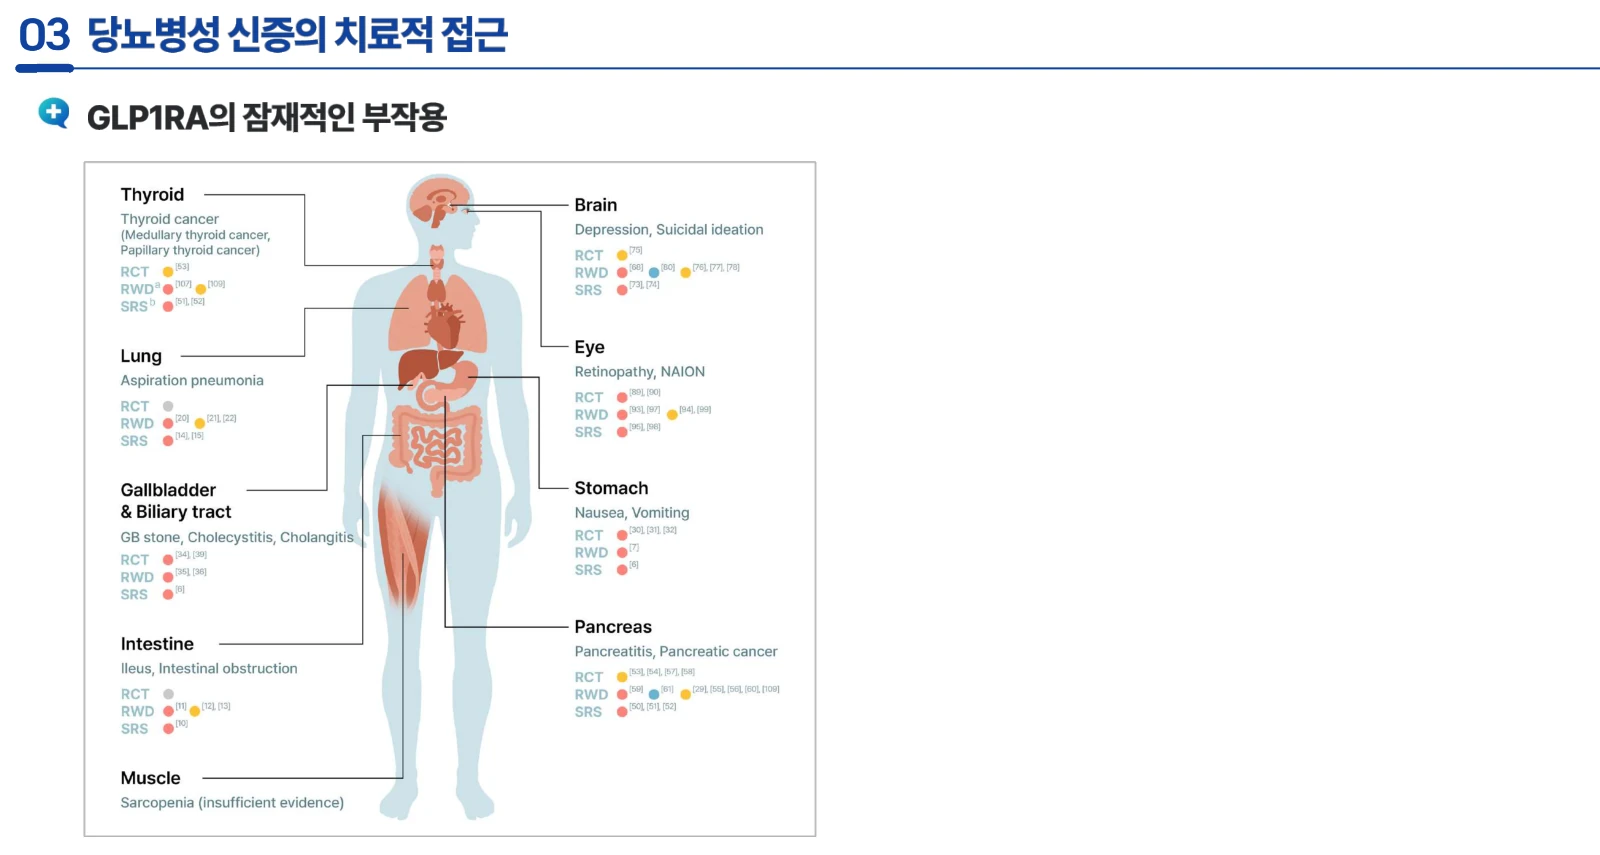 03 당뇨병성 신증의 치료적 접근
GLP1RA의 잠재적인 부작용
Thyroid
Thyroid cancer
(Medullary thyroid cancer,
Papillary thyroid cancer)
RCT [53]
RWD a [107] [109]
SRS b [51], [52]
Lung
Aspiration pneumonia
RCT
RWD [20] [21], [22]
SRS [14], [15]
Gallbladder
& Biliary tract
GB stone, Cholecystitis, Cholangitis
RCT [34], [39]
RWD [35], [36]
SRS [6]
Intestine
Ileus, Intestinal obstruction
RCT
RWD [11] [12], [13]
SRS [10]
Muscle
Sarcopenia (insufficient evidence)
Brain
Depression, Suicidal ideation
RCT [75]
RWD [66] [80] [76], [77], [78]
SRS [73], [74]
Eye
Retinopathy, NAION
RCT [89], [90]
RWD [93], [97] [94], [99]
SRS [95], [98]
Stomach
Nausea, Vomiting
RCT [30], [31], [32]
RWD [7]
SRS [6]
Pancreas
Pancreatitis, Pancreatic cancer
RCT [53], [54], [57], [58]
RWD [59] [61] [29], [55], [56], [60], [109]
SRS [50], [51], [52]